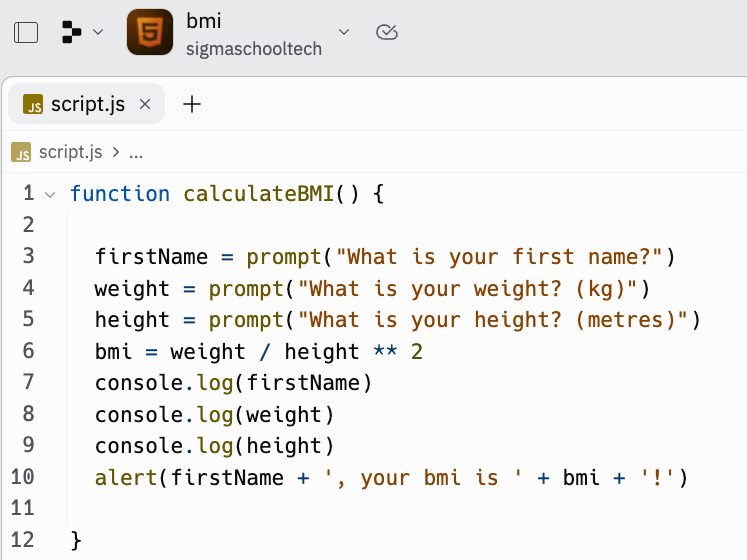 bmi
sigmaschooltech
JS script.js × +
JS script.js > ...
1 function calculateBMI() {
2
3 firstName = prompt("What is your first name?")
4 weight = prompt("What is your weight? (kg)")
5 height = prompt("What is your height? (metres)")
6 bmi = weight / height ** 2
7 console.log(firstName)
8 console.log(weight)
9 console.log(height)
10 alert(firstName + ', your bmi is ' + bmi + '!')
11
12 }